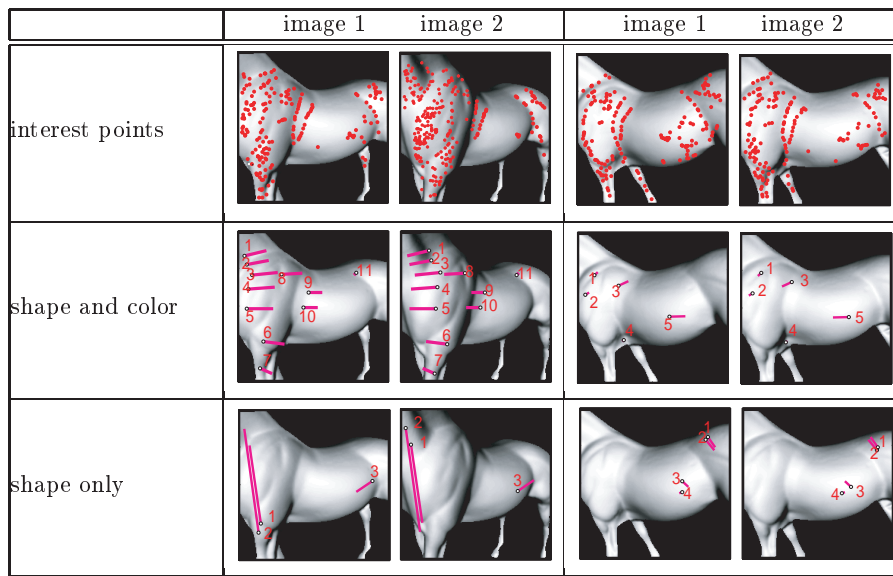 image 1 image 2 image 1 image 2
interest points
shape and color
1 2 3 4 5 6 7 8 9 10 11
1 2 3 4 5 6 7 8 9 10 11
1 2 3 4 5
1 2 3 4 5
shape only
1 2 3
2 1 3
1 2 3 4
1 2 3 4